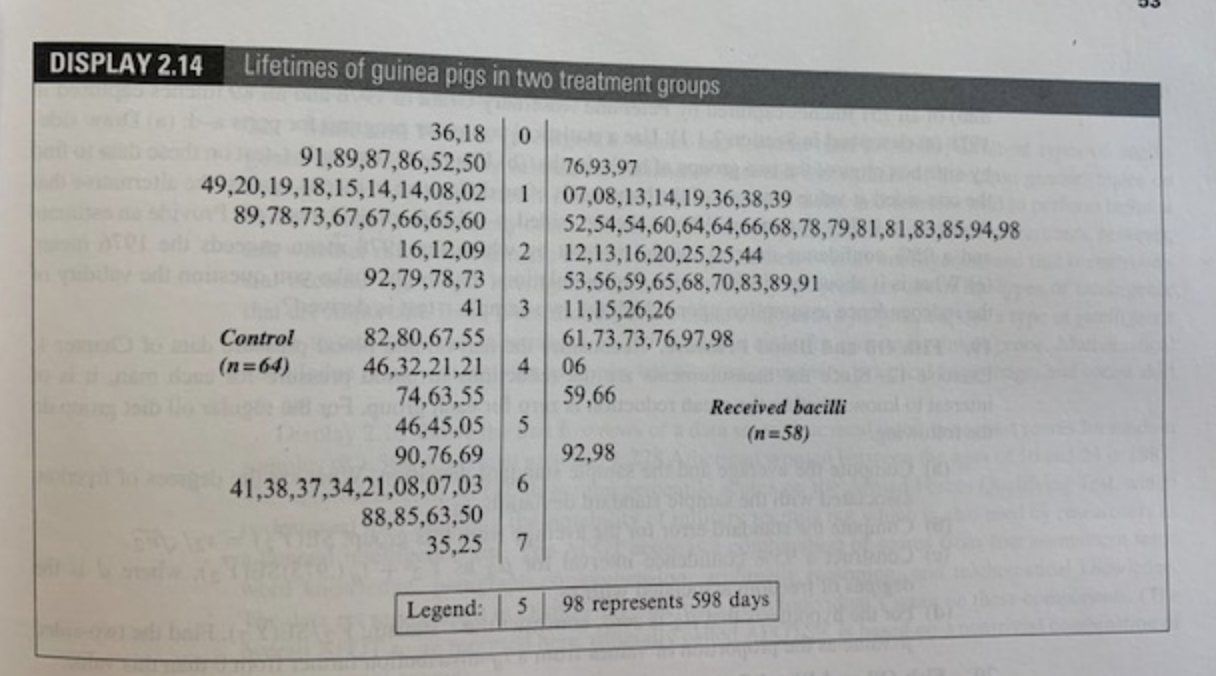 53
DISPLAY 2.14 Lifetimes of guinea pigs in two treatment groups
36,18 0
91,89,87,86,52,50 76,93,97
49,20,19,18,15,14,14,08,02 1 07,08,13,14,19,36,38,39
89,78,73,67,67,66,65,60 52,54,54,60,64,64,66,68,78,79,81,81,83,85,94,98
16,12,09 2 12,13,16,20,25,25,44
92,79,78,73 53,56,59,65,68,70,83,89,91
41 3 11,15,26,26
Control 82,80,67,55 61,73,73,76,97,98
(n=64) 46,32,21,21 4 06
74,63,55 59,66 Received bacilli
46,45,05 5 (n=58)
90,76,69 92,98
41,38,37,34,21,08,07,03 6
88,85,63,50
35,25 7
Legend: 5 98 represents 598 days